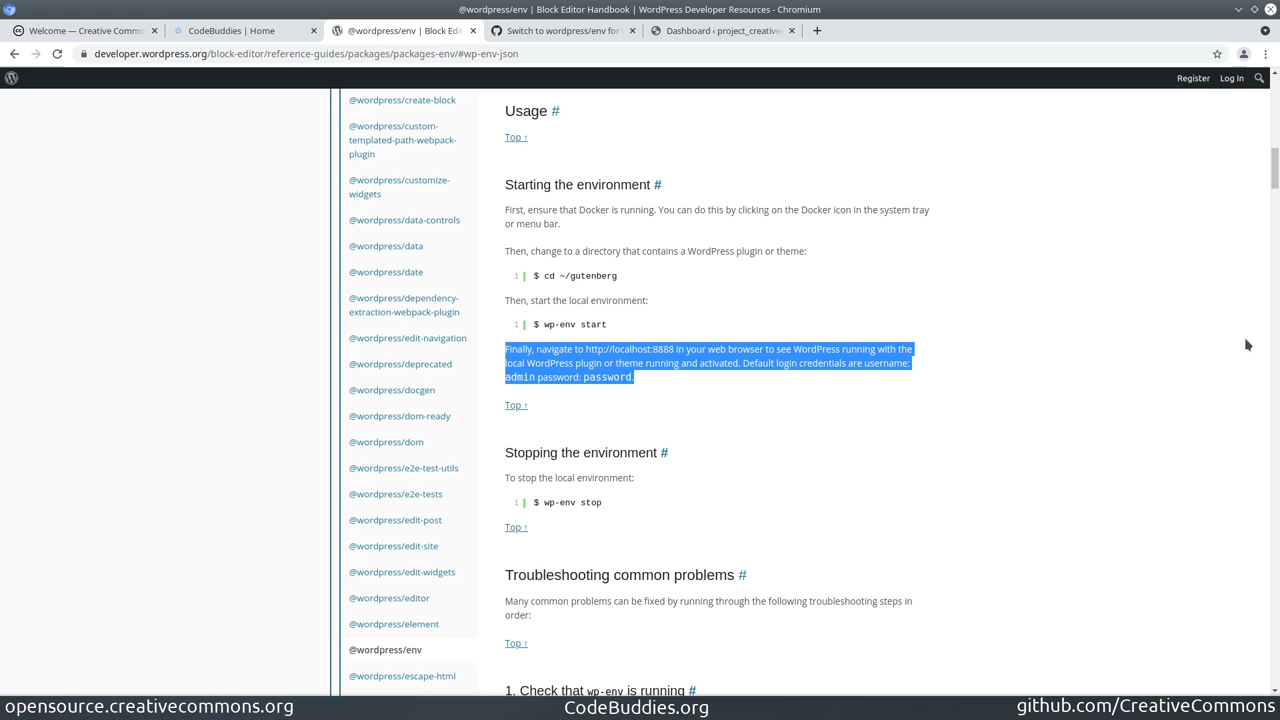 @wordpress/env | Block Editor Handbook | WordPress Developer Resources - Chromium
Welcome — Creative Commo
CodeBuddies | Home
@wordpress/env | Block Edi
Switch to wordpress/env for
Dashboard ‹ project_creative
developer.wordpress.org/block-editor/reference-guides/packages/packages-env/#wp-env-json
Register
Log In
@wordpress/create-block
@wordpress/custom-
templated-path-webpack-
plugin
@wordpress/customize-
widgets
@wordpress/data-controls
@wordpress/data
@wordpress/date
@wordpress/dependency-
extraction-webpack-plugin
@wordpress/edit-navigation
@wordpress/deprecated
@wordpress/docgen
@wordpress/dom-ready
@wordpress/dom
@wordpress/e2e-test-utils
@wordpress/e2e-tests
@wordpress/edit-post
@wordpress/edit-site
@wordpress/edit-widgets
@wordpress/editor
@wordpress/element
@wordpress/env
@wordpress/escape-html
Usage #
Top ↑
Starting the environment #
First, ensure that Docker is running. You can do this by clicking on the Docker icon in the system tray
or menu bar.
Then, change to a directory that contains a WordPress plugin or theme:
1 $ cd ~/gutenberg
Then, start the local environment:
1 $ wp-env start
Finally, navigate to http://localhost:8888 in your web browser to see WordPress running with the
local WordPress plugin or theme running and activated. Default login credentials are username:
admin password: password.
Top ↑
Stopping the environment #
To stop the local environment:
1 $ wp-env stop
Top ↑
Troubleshooting common problems #
Many common problems can be fixed by running through the following troubleshooting steps in
order:
Top ↑
1. Check that wp-env is running #
opensource.creativecommons.org
CodeBuddies.org
github.com/CreativeCommons